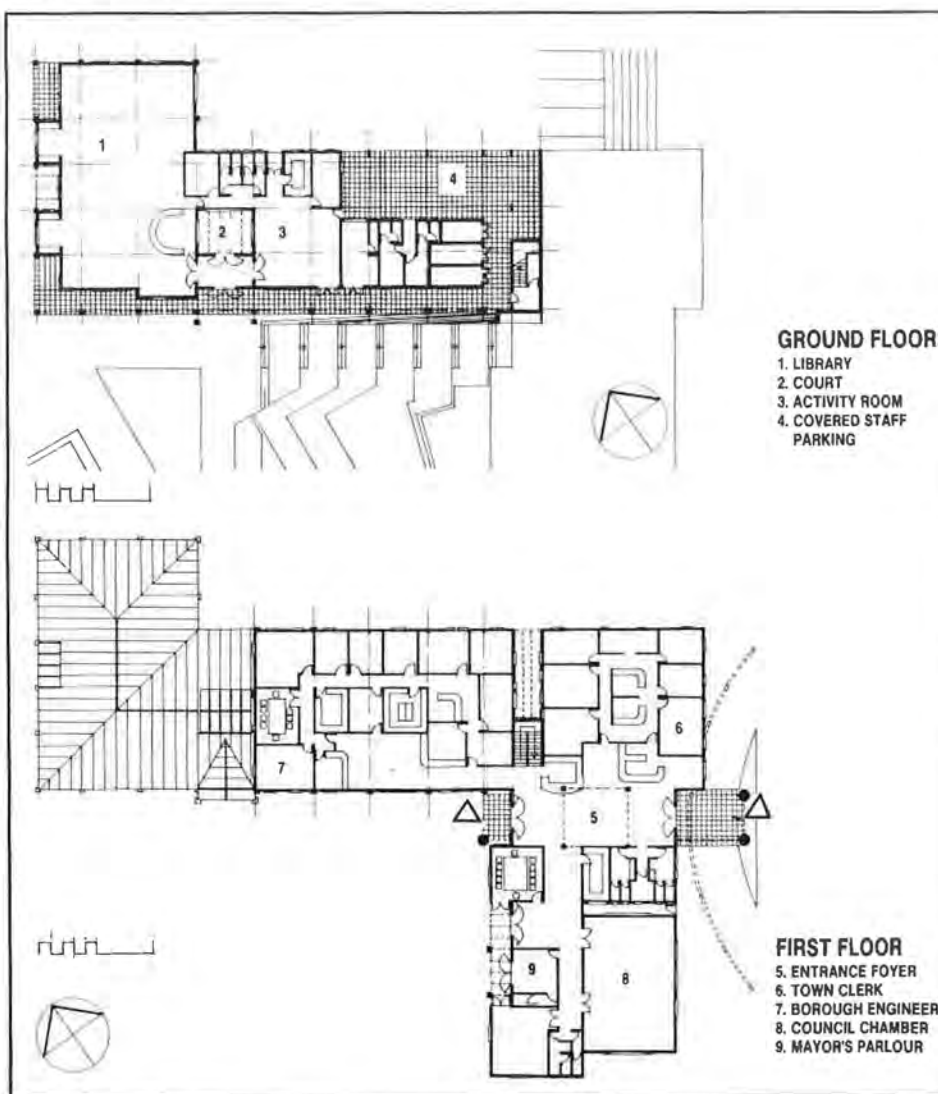 1
2
3
4
GROUND FLOOR
1. LIBRARY
2. COURT
3. ACTIVITY ROOM
4. COVERED STAFF
PARKING
5
6
7
8
9
FIRST FLOOR
5. ENTRANCE FOYER
6. TOWN CLERK
7. BOROUGH ENGINEER
8. COUNCIL CHAMBER
9. MAYOR'S PARLOUR